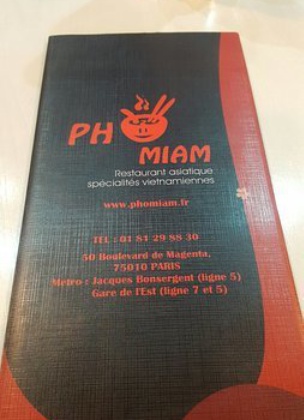 PHO
MIAM
Restaurant asiatique
spécialités vietnamiennes
www.phomiam.fr
TEL : 01 81 29 88 30
50 Boulevard de Magenta,
75010 PARIS
Metro : Jacques Bonsergent (ligne 5)
Gare de l'Est (ligne 7 et 5)